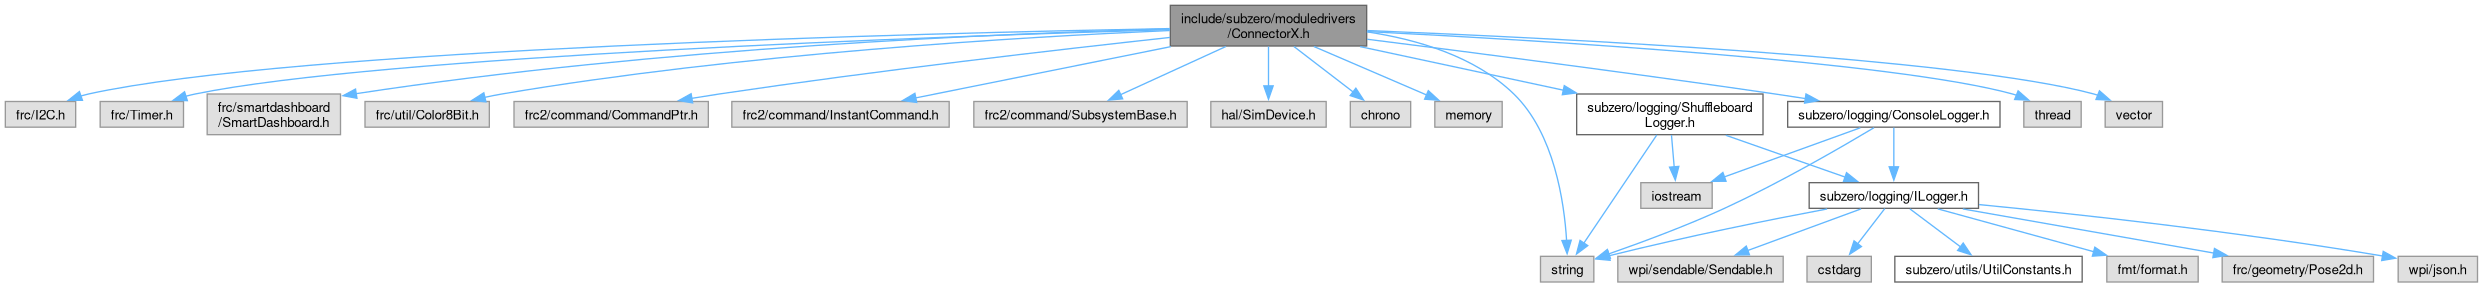 include/subzero/moduledrivers
/ConnectorX.h
frc/I2C.h
frc/Timer.h
frc/smartdashboard
/SmartDashboard.h
frc/util/Color8Bit.h
frc2/command/CommandPtr.h
frc2/command/InstantCommand.h
frc2/command/SubsystemBase.h
hal/SimDevice.h
chrono
memory
subzero/logging/Shuffleboard
Logger.h
subzero/logging/ConsoleLogger.h
thread
vector
iostream
subzero/logging/ILogger.h
string
wpi/sendable/Sendable.h
cstdarg
subzero/utils/UtilConstants.h
fmt/format.h
frc/geometry/Pose2d.h
wpi/json.h